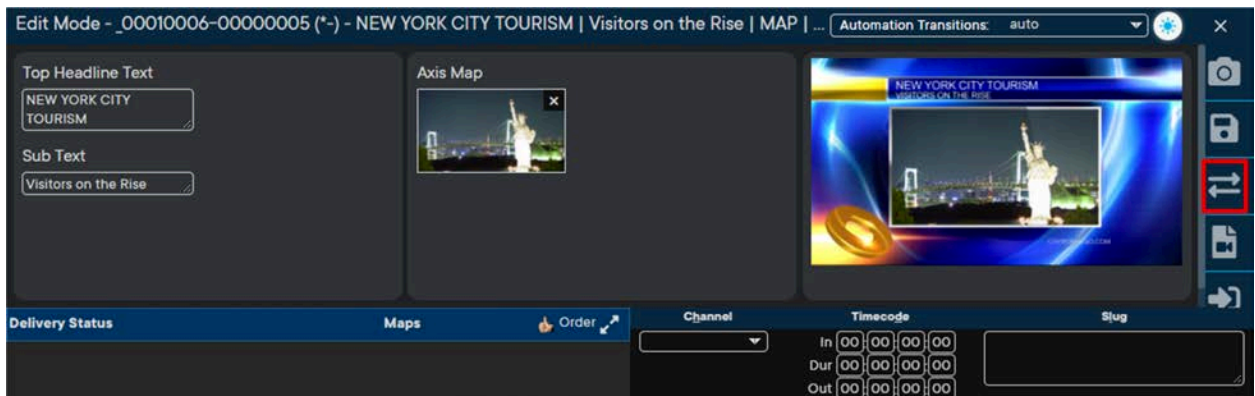 Edit Mode - _00010006-00000005 (*-) - NEW YORK CITY TOURISM | Visitors on the Rise | MAP | ...
Automation Transitions: auto
Top Headline Text
NEW YORK CITY
TOURISM
Sub Text
Visitors on the Rise
Axis Map
NEW YORK CITY TOURISM
VISITORS ON THE RISE
Delivery Status Maps Order
Channel Timecode Slug
In 00:00:00:00
Dur 00:00:00:00
Out 00:00:00:00